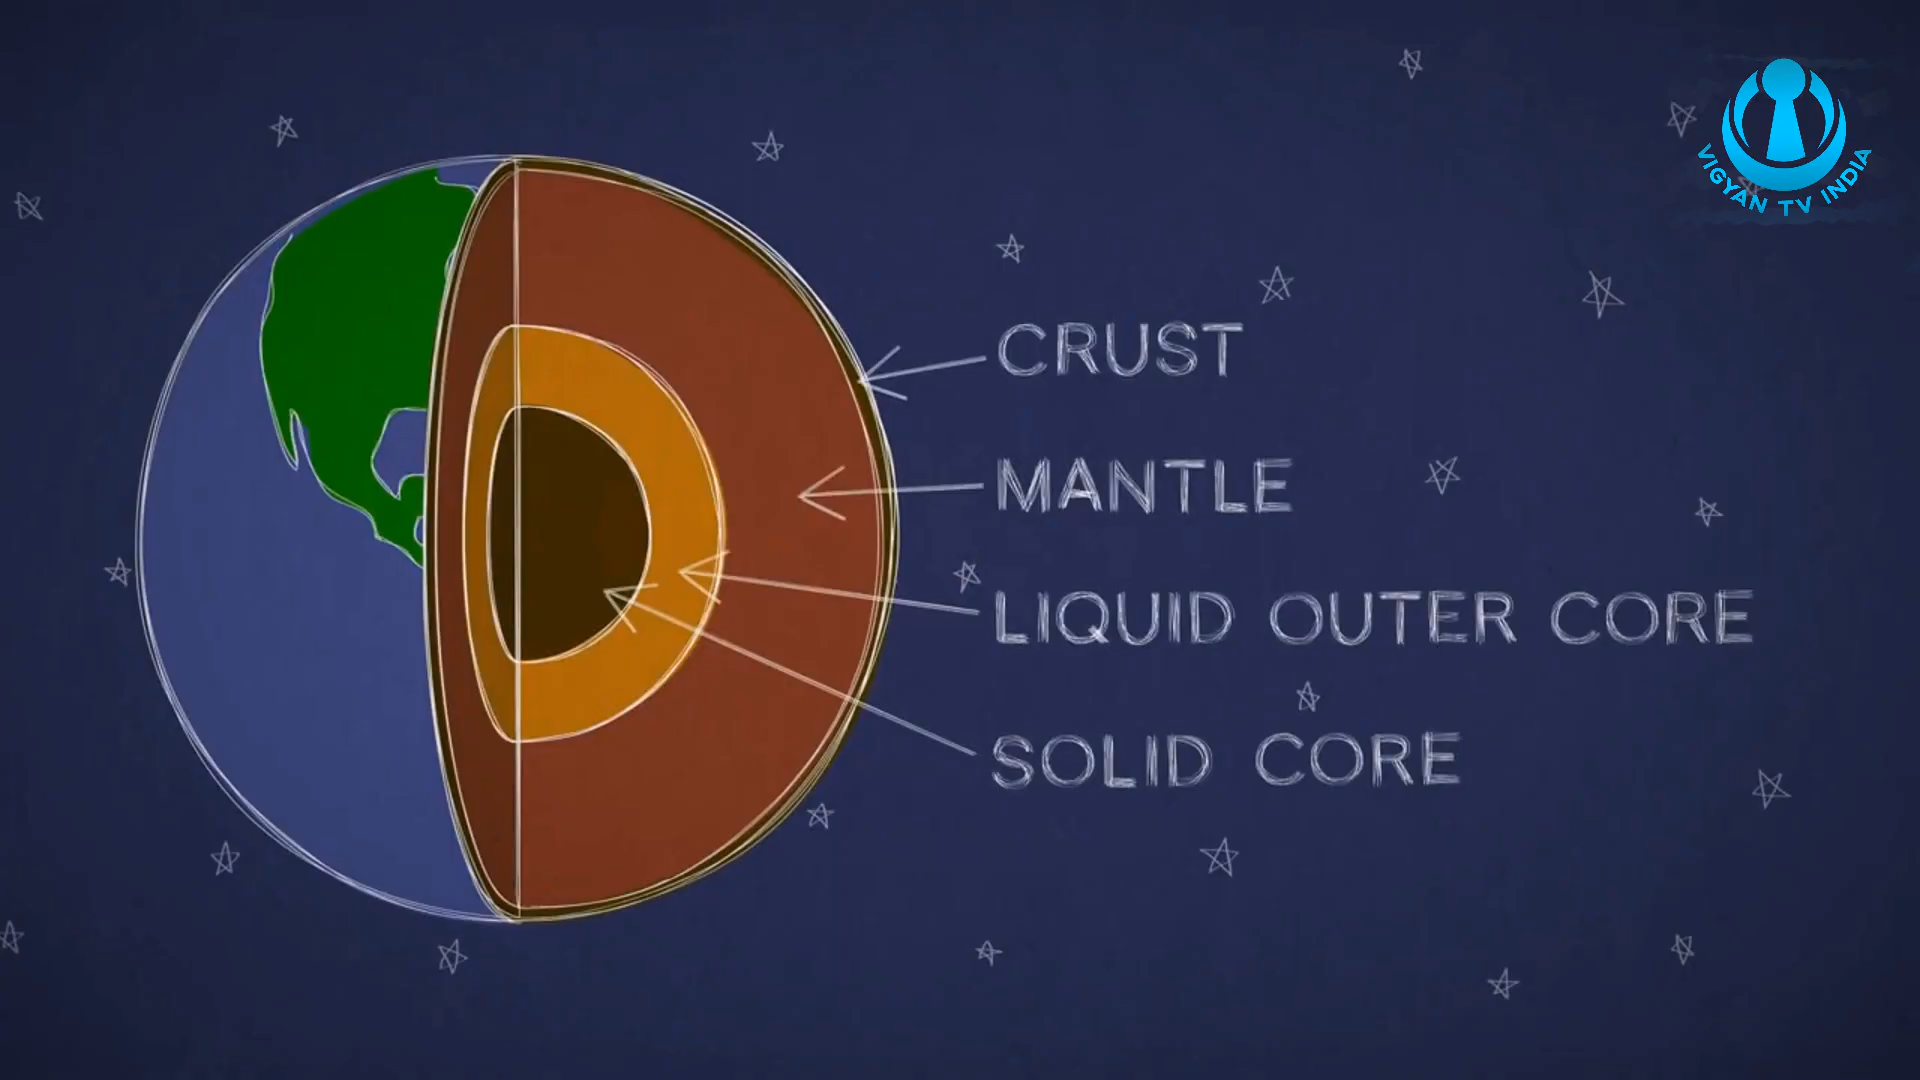 VIGYAN TV INDIA
CRUST
MANTLE
LIQUID OUTER CORE
SOLID CORE